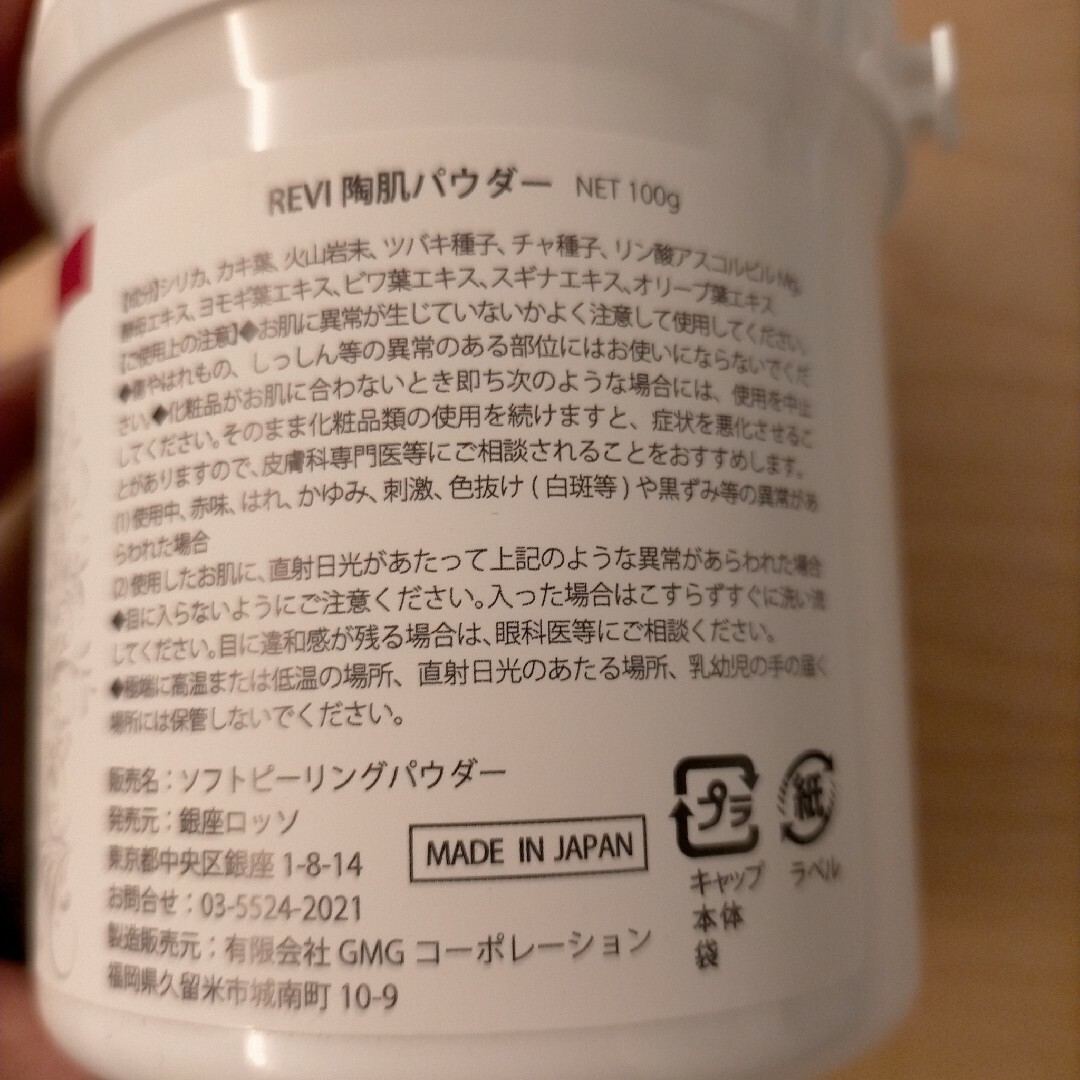 REVI 陶肌パウダー NET 100g
【成分】シリカ、カキ葉、火山岩末、ツバキ種子、チャ種子、リン酸アスコルビルMg、
酵母エキス、ヨモギ葉エキス、ビワ葉エキス、スギナエキス、オリーブ葉エキス
【ご使用上の注意】◆お肌に異常が生じていないかよく注意して使用してください。
◆傷やはれもの、しっしん等の異常のある部位にはお使いにならないでくだ
さい。◆化粧品がお肌に合わないとき即ち次のような場合には、使用を中止
してください。そのまま化粧品類の使用を続けますと、症状を悪化させるこ
とがありますので、皮膚科専門医等にご相談されることをおすすめします。
(1)使用中、赤味、はれ、かゆみ、刺激、色抜け(白斑等)や黒ずみ等の異常があ
らわれた場合
(2)使用したお肌に、直射日光があたって上記のような異常があらわれた場合
◆目に入らないようにご注意ください。入った場合はこすらずすぐに洗い流
してください。目に違和感が残る場合は、眼科医等にご相談ください。
◆極端に高温または低温の場所、直射日光のあたる場所、乳幼児の手の届く
場所には保管しないでください。
販売名:ソフトピーリングパウダー
発売元:銀座ロッソ
東京都中央区銀座 1-8-14
お問合せ:03-5524-2021
製造販売元:有限会社 GMG コーポレーション
福岡県久留米市城南町 10-9
MADE IN JAPAN
プラ
キャップ
本体
袋
紙
ラベル